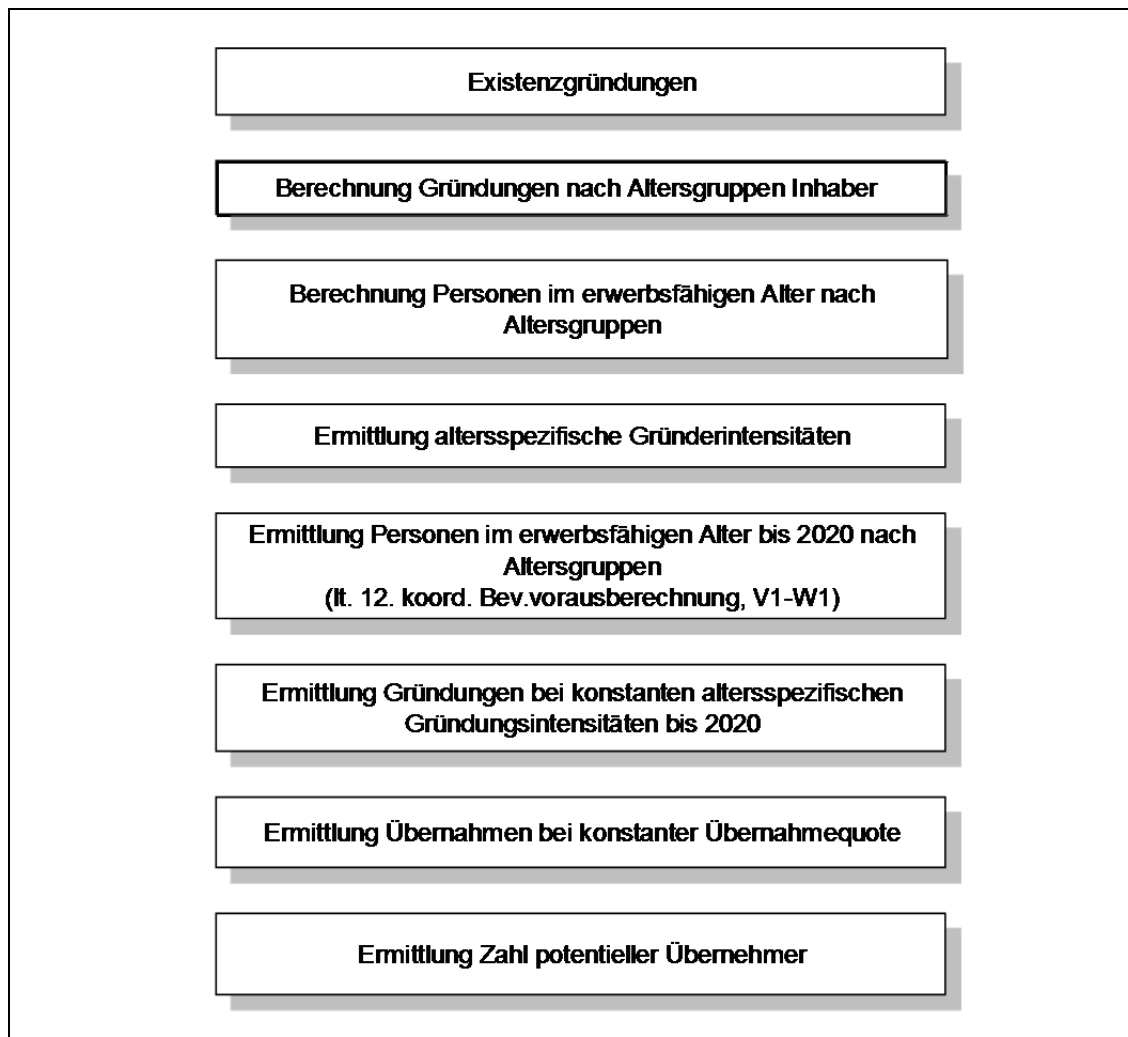 Existenzgründungen
Berechnung Gründungen nach Altersgruppen Inhaber
Berechnung Personen im erwerbsfähigen Alter nach
Altersgruppen
Ermittlung altersspezifische Gründerintensitäten
Ermittlung Personen im erwerbsfähigen Alter bis 2020 nach
Altersgruppen
(lt. 12. koord. Bev.vorausberechnung, V1-W1)
Ermittlung Gründungen bei konstanten altersspezifischen
Gründungsintensitäten bis 2020
Ermittlung Übernahmen bei konstanter Übernahmequote
Ermittlung Zahl potentieller Übernehmer